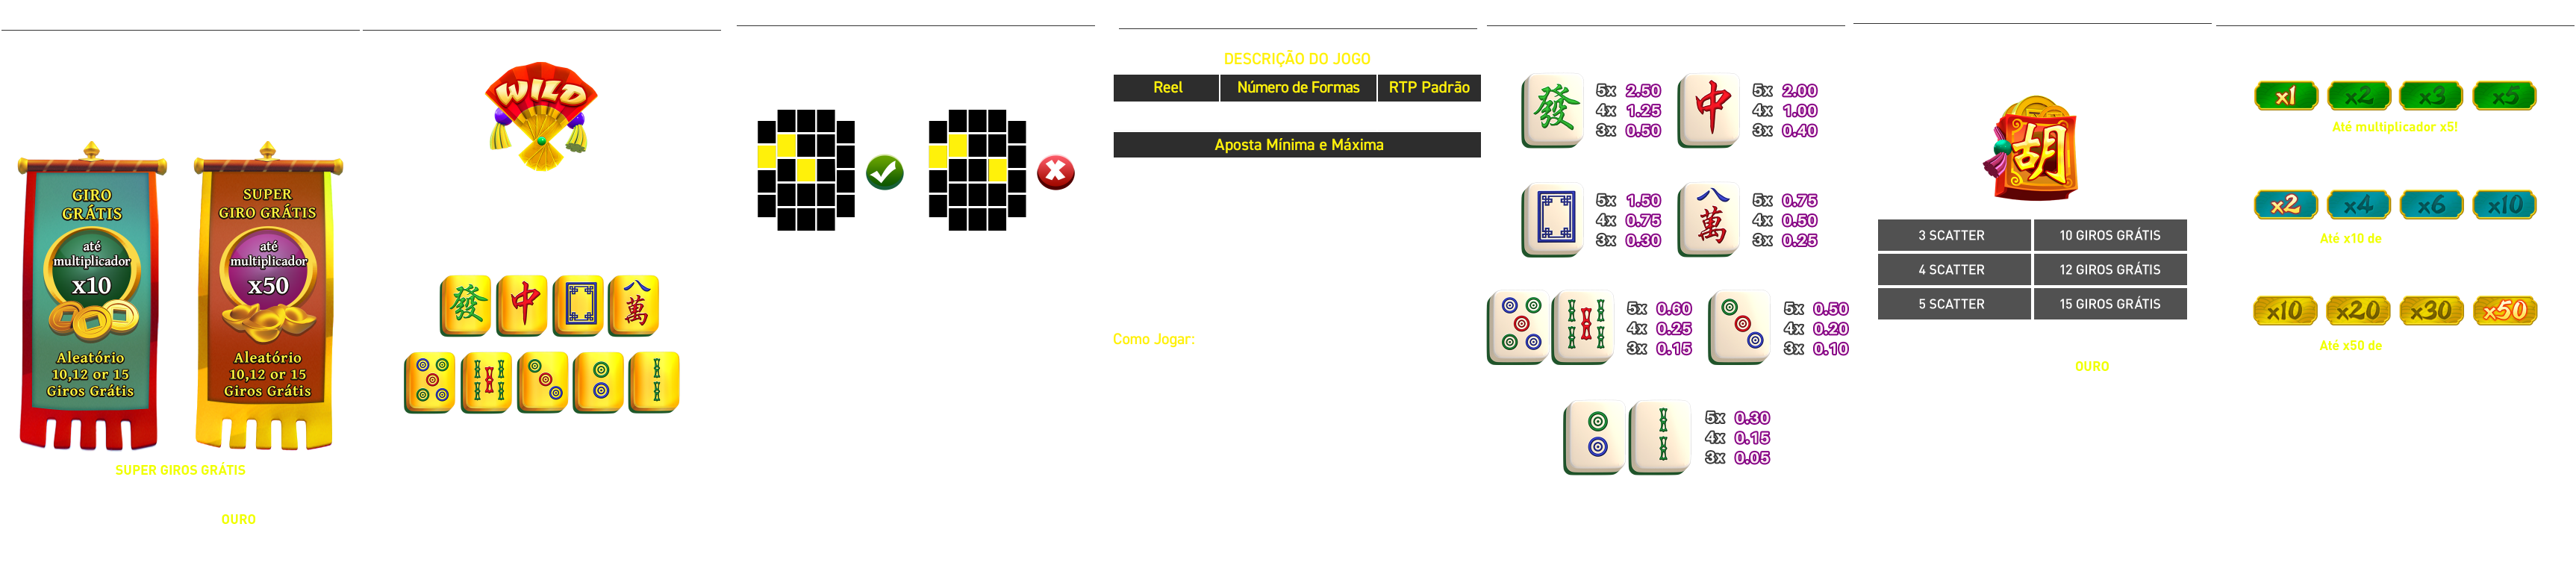 GIRO
GRÁTIS
até
multiplicador
x10
Aleatório
10,12 or 15
Giros Grátis
SUPER
GIRO GRÁTIS
até
multiplicador
x50
Aleatório
10,12 or 15
Giros Grátis
SUPER GIROS GRÁTIS
OURO
WILD
發
中
八
萬
DESCRIÇÃO DO JOGO
Reel Número de Formas RTP Padrão
Aposta Mínima e Máxima
Como Jogar:
發
5x 2.50
4x 1.25
3x 0.50
中
5x 2.00
4x 1.00
3x 0.40
5x 1.50
4x 0.75
3x 0.30
八
萬
5x 0.75
4x 0.50
3x 0.25
5x 0.60
4x 0.25
3x 0.15
5x 0.50
4x 0.20
3x 0.10
5x 0.30
4x 0.15
3x 0.05
胡
3 SCATTER 10 GIROS GRÁTIS
4 SCATTER 12 GIROS GRÁTIS
5 SCATTER 15 GIROS GRÁTIS
OURO
x1 x2 x3 x5
Até multiplicador x5!
x2 x4 x6 x10
Até x10 de
x10 x20 x30 x50
Até x50 de